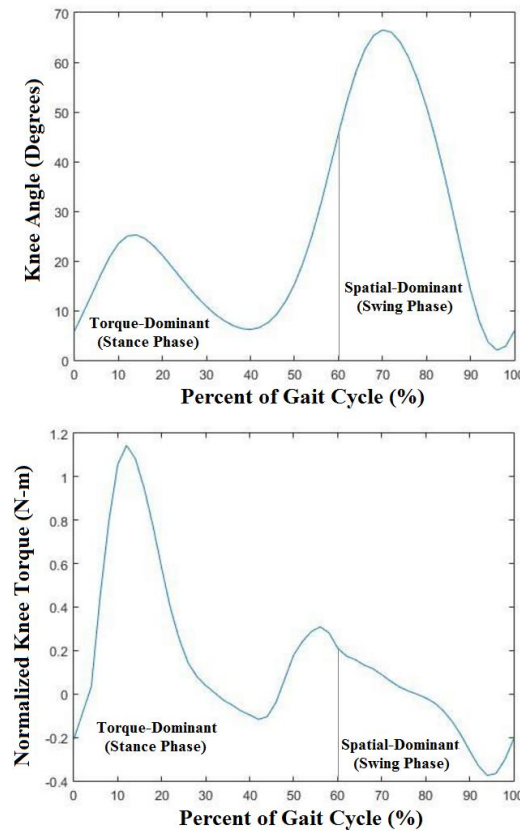 Knee Angle (Degrees)
70
60
50
40
30
20
10
0
Torque-Dominant
(Stance Phase)
Spatial-Dominant
(Swing Phase)
0 10 20 30 40 50 60 70 80 90 100
Percent of Gait Cycle (%)
Normalized Knee Torque (N-m)
1.2
1
0.8
0.6
0.4
0.2
0
-0.2
-0.4
Torque-Dominant
(Stance Phase)
Spatial-Dominant
(Swing Phase)
0 10 20 30 40 50 60 70 80 90 100
Percent of Gait Cycle (%)